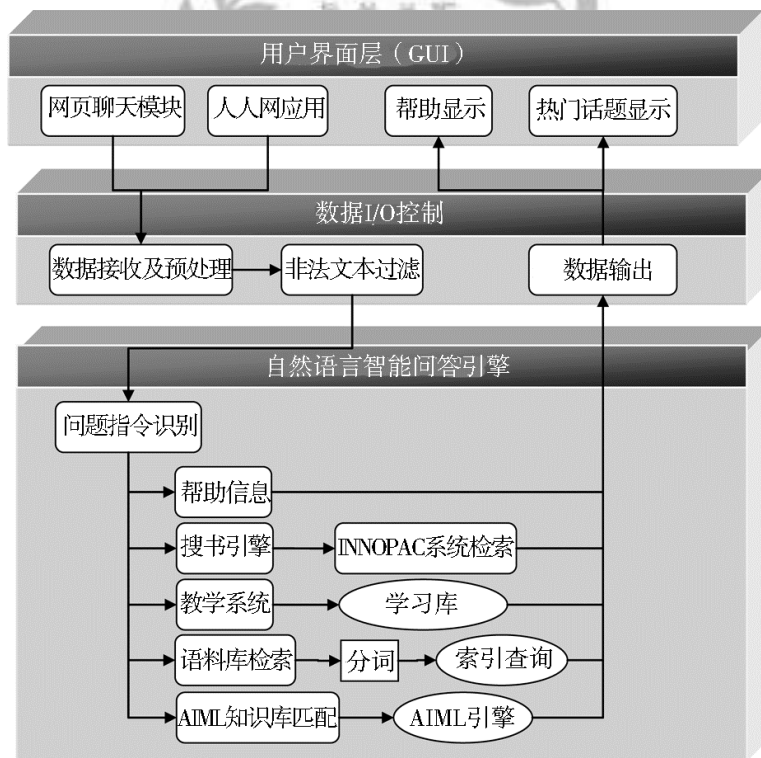 用户界面层（GUI）
网页聊天模块 人人网应用 帮助显示 热门话题显示
数据I/O控制
数据接收及预处理 非法文本过滤 数据输出
自然语言智能问答引擎
问题指令识别
帮助信息
搜书引擎 INNOPAC系统检索
教学系统 学习库
语料库检索 分词 索引查询
AIML知识库匹配 AIML引擎